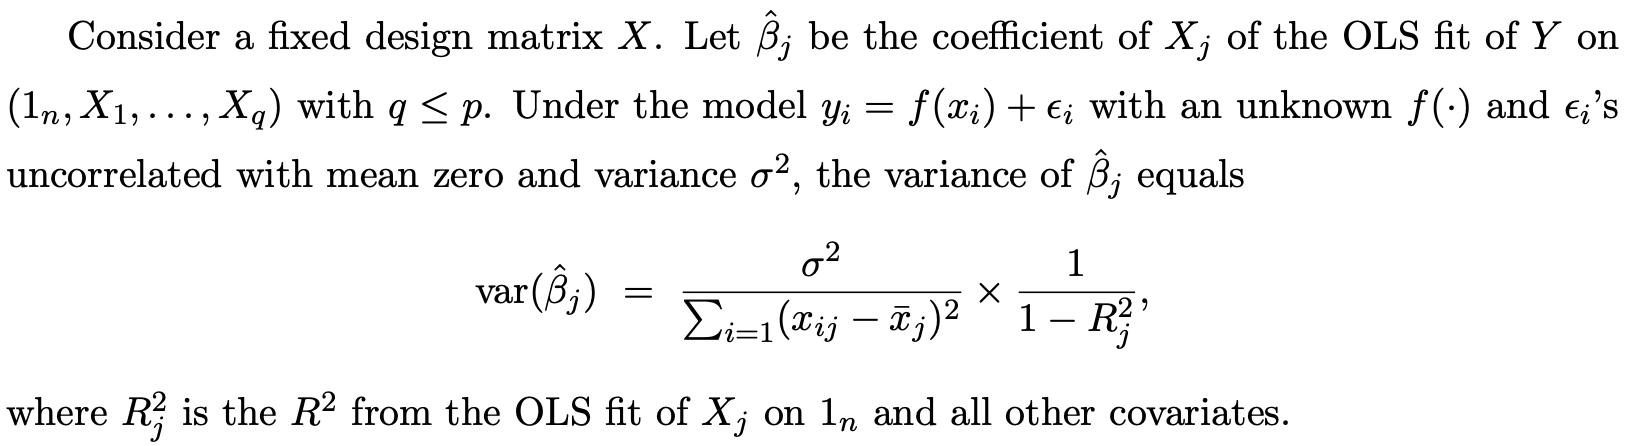 Consider a fixed design matrix X. Let β̂_j be the coefficient of X_j of the OLS fit of Y on
(1_n, X_1, . . . , X_q) with q ≤ p. Under the model y_i = f(x_i) + ϵ_i with an unknown f(·) and ϵ_i's
uncorrelated with mean zero and variance σ², the variance of β̂_j equals
var(β̂_j) = \frac{σ²}{∑_{i=1}(x_{ij} − x̄_j)²} × \frac{1}{1 − R_j²},
where R_j² is the R² from the OLS fit of X_j on 1_n and all other covariates.